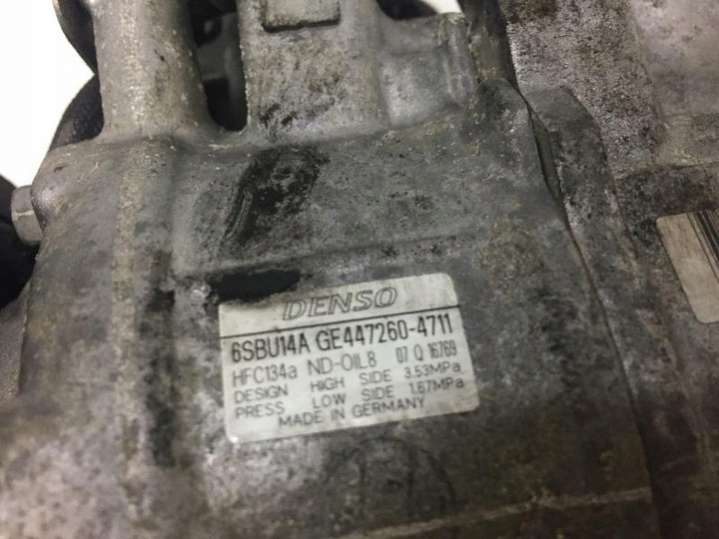 DENSO
6SBU14A GE447260-4711
HFC134a ND-OIL8 07 Q 16769
DESIGN HIGH SIDE 3.53MPa
PRESS LOW SIDE 1.67MPa
MADE IN GERMANY